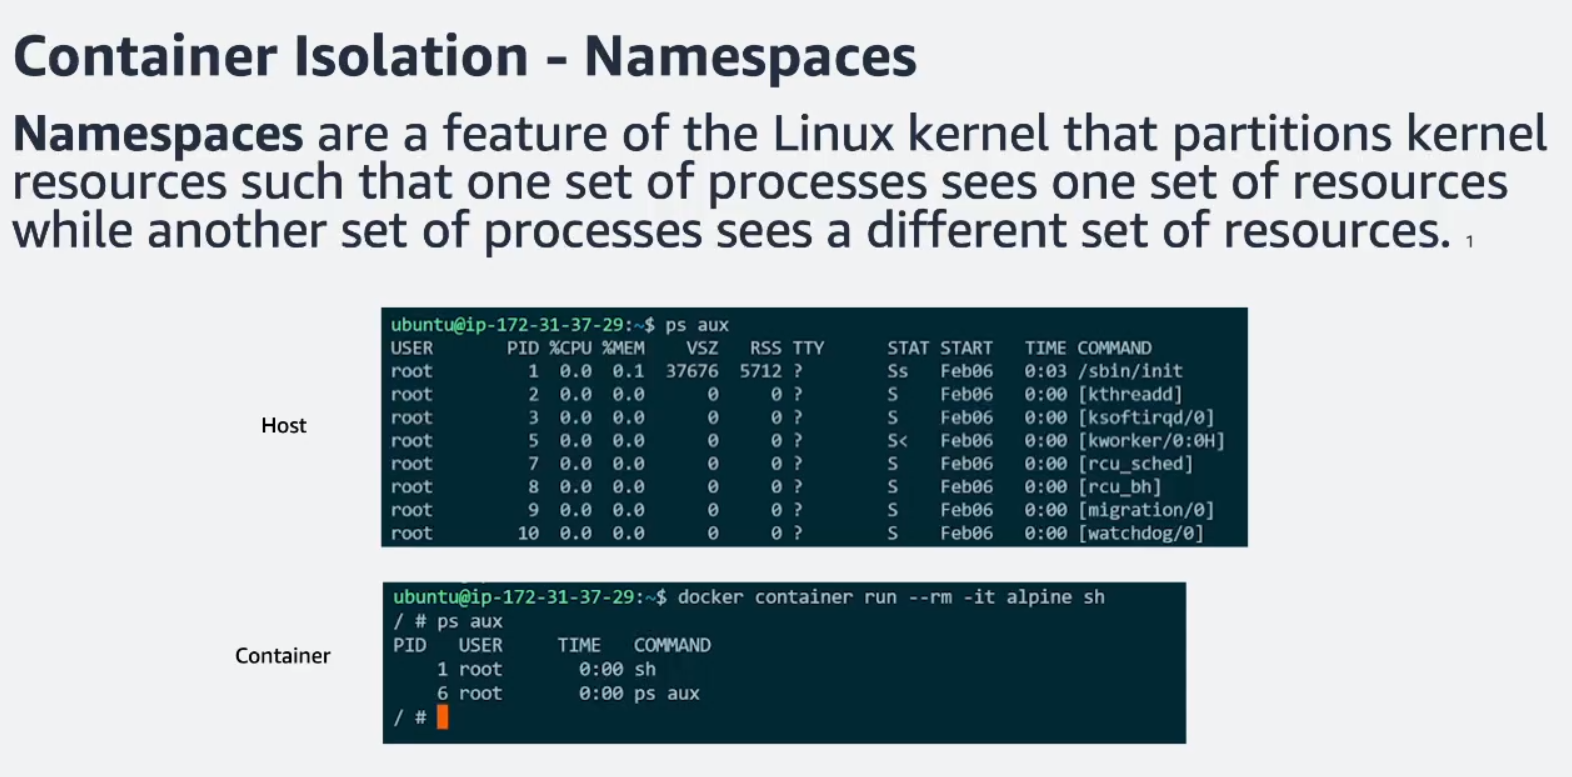 Container Isolation - Namespaces
Namespaces are a feature of the Linux kernel that partitions kernel
resources such that one set of processes sees one set of resources
while another set of processes sees a different set of resources. 1
Host
ubuntu@ip-172-31-37-29:~$ ps aux
USER PID %CPU %MEM VSZ RSS TTY STAT START TIME COMMAND
root 1 0.0 0.1 37676 5712 ? Ss Feb06 0:03 /sbin/init
root 2 0.0 0.0 0 0 ? S Feb06 0:00 [kthreadd]
root 3 0.0 0.0 0 0 ? S Feb06 0:00 [ksoftirqd/0]
root 5 0.0 0.0 0 0 ? S< Feb06 0:00 [kworker/0:0H]
root 7 0.0 0.0 0 0 ? S Feb06 0:00 [rcu_sched]
root 8 0.0 0.0 0 0 ? S Feb06 0:00 [rcu_bh]
root 9 0.0 0.0 0 0 ? S Feb06 0:00 [migration/0]
root 10 0.0 0.0 0 0 ? S Feb06 0:00 [watchdog/0]
Container
ubuntu@ip-172-31-37-29:~$ docker container run --rm -it alpine sh
/ # ps aux
PID USER TIME COMMAND
1 root 0:00 sh
6 root 0:00 ps aux
/ #